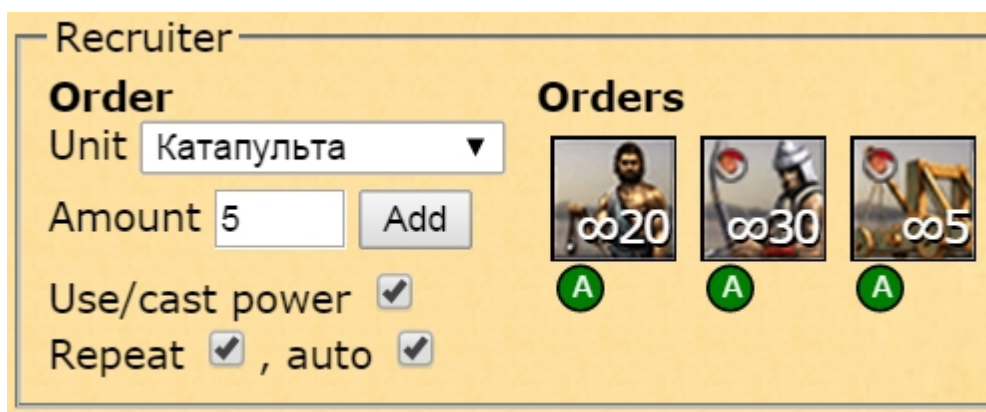 Recruiter
Order
Unit Катапульта
Amount 5 Add
Use/cast power
Repeat , auto
Orders
∞20 ∞30 ∞5
A A A